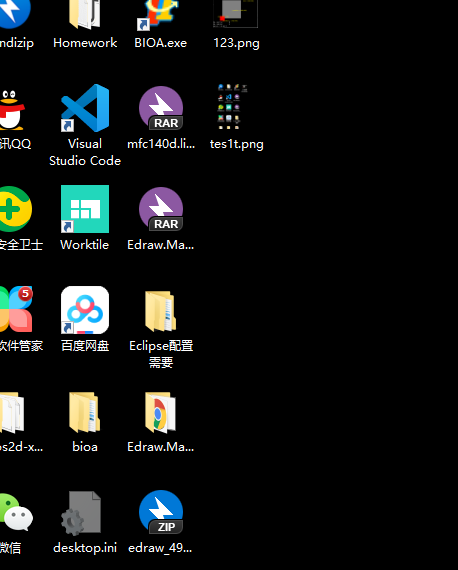 ndizip
Homework
BIOA.exe
123.png
讯QQ
Visual
Studio Code
RAR
mfc140d.li...
tes1t.png
安全卫士
Worktile
RAR
Edraw.Ma...
5
软件管家
百度网盘
Eclipse配置
需要
os2d-x...
bioa
Edraw.Ma...
微信
desktop.ini
ZIP
edraw_49...